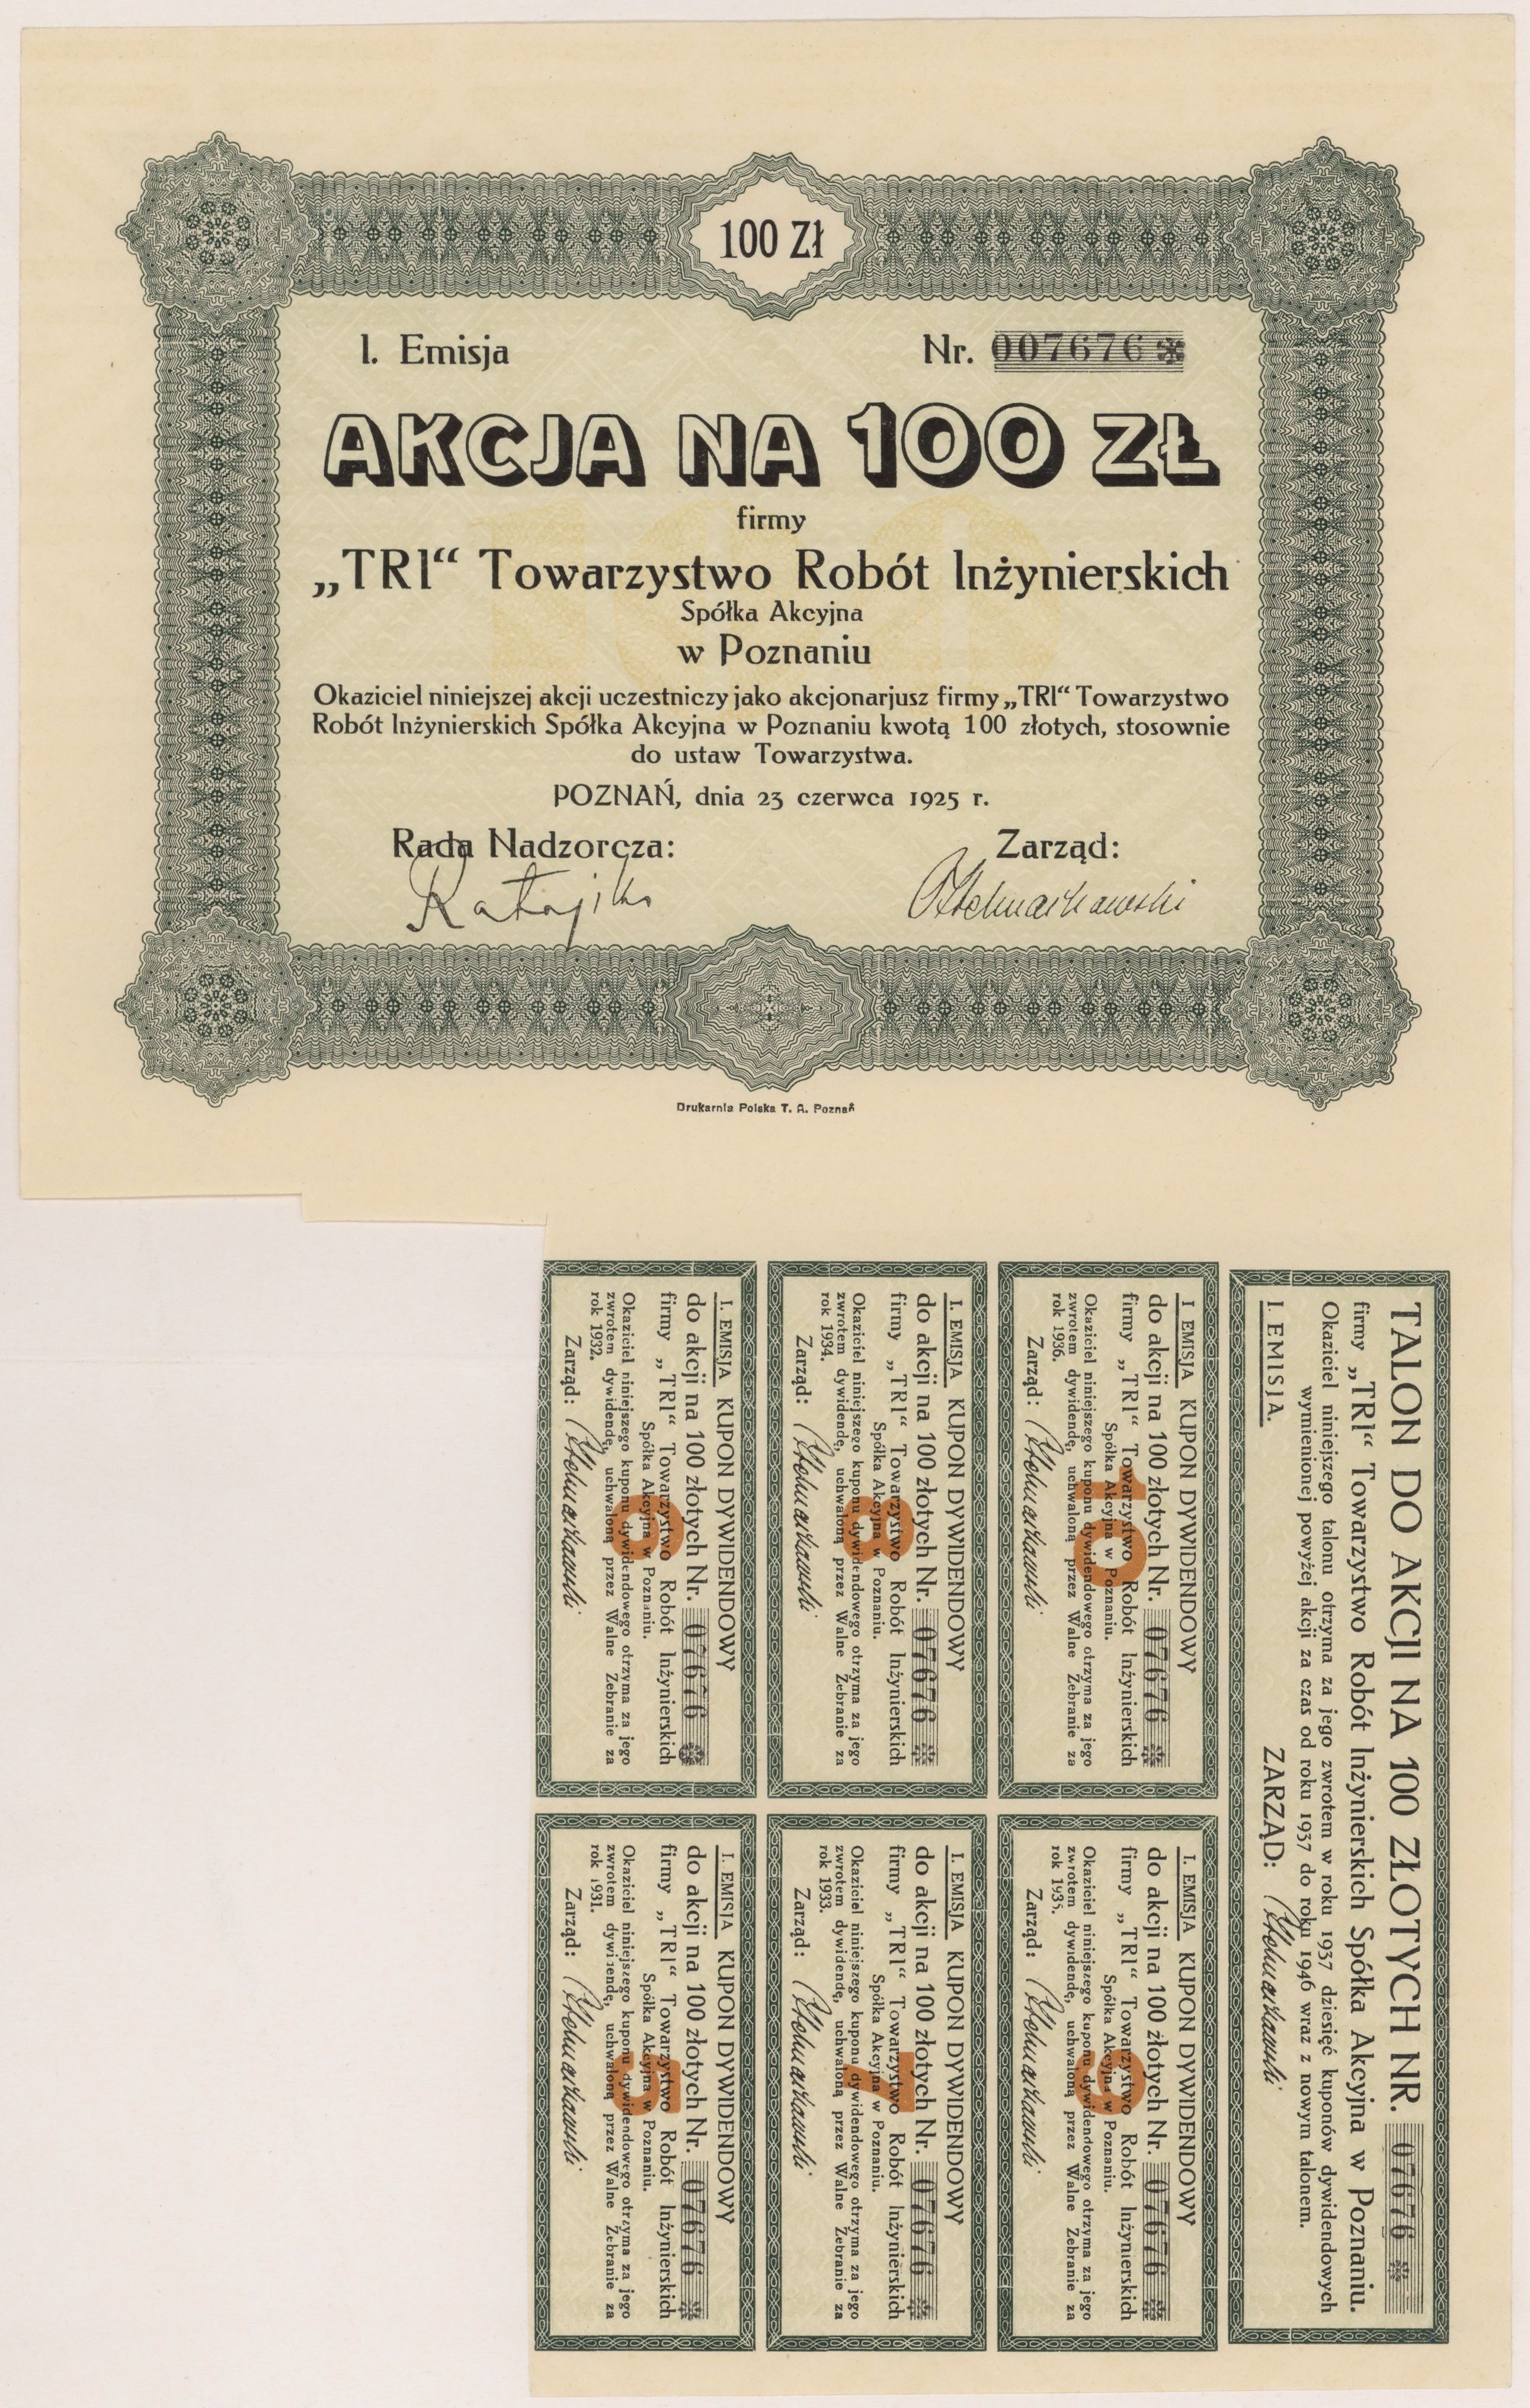 100 Zł
I. Emisja
Nr. 007676 *
AKCJA NA 100 ZŁ
firmy
„TRI“ Towarzystwo Robót Inżynierskich
Spółka Akcyjna
w Poznaniu
Okaziciel niniejszej akcji uczestniczy jako akcjonarjusz firmy „TRI“ Towarzystwo
Robót Inżynierskich Spółka Akcyjna w Poznaniu kwotą 100 złotych, stosownie
do ustaw Towarzystwa.
POZNAŃ, dnia 23 czerwca 1925 r.
Rada Nadzorcza:
Zarząd:
Drukarnia Polska T. A. Poznań
TALON DO AKCJI NA 100 ZŁOTYCH NR. 07676 *
firmy „TRI“ Towarzystwo Robót Inżynierskich Spółka Akcyjna w Poznaniu.
Okaziciel niniejszego talonu otrzyma za jego zwrotem w roku 1937 dziesięć kuponów dywidendowych
wymienionej powyżej akcji za czas od roku 1937 do roku 1946 wraz z nowym talonem.
I. EMISJA.
ZARZĄD:
I EMISJA KUPON DYWIDENDOWY
do akcji na 100 złotych Nr. 07676 *
firmy „TRI“ Towarzystwo Robót Inżynierskich
Spółka Akcyjna w Poznaniu.
10
Okaziciel niniejszego kuponu dywidendowego otrzyma za jego
zwrotem dywidendę, uchwaloną przez Walne Zebranie za
rok 1936.
Zarząd:
I. EMISJA KUPON DYWIDENDOWY
do akcji na 100 złotych Nr. 07676 *
firmy „TRI“ Towarzystwo Robót Inżynierskich
Spółka Akcyjna w Poznaniu.
9
Okaziciel niniejszego kuponu dywidendowego otrzyma za jego
zwrotem dywidendę, uchwaloną przez Walne Zebranie za
rok 1935.
Zarząd:
I. EMISJA KUPON DYWIDENDOWY
do akcji na 100 złotych Nr. 07676 *
firmy „TRI“ Towarzystwo Robót Inżynierskich
Spółka Akcyjna w Poznaniu.
8
Okaziciel niniejszego kuponu dywidendowego otrzyma za jego
zwrotem dywidendę, uchwaloną przez Walne Zebranie za
rok 1934.
Zarząd:
I. EMISJA KUPON DYWIDENDOWY
do akcji na 100 złotych Nr. 07676 *
firmy „TRI“ Towarzystwo Robót Inżynierskich
Spółka Akcyjna w Poznaniu.
7
Okaziciel niniejszego kuponu dywidendowego otrzyma za jego
zwrotem dywidendę, uchwaloną przez Walne Zebranie za
rok 1933.
Zarząd:
I. EMISJA KUPON DYWIDENDOWY
do akcji na 100 złotych Nr. 07676 *
firmy „TRI“ Towarzystwo Robót Inżynierskich
Spółka Akcyjna w Poznaniu.
6
Okaziciel niniejszego kuponu dywidendowego otrzyma za jego
zwrotem dywidendę, uchwaloną przez Walne Zebranie za
rok 1932.
Zarząd:
I. EMISJA KUPON DYWIDENDOWY
do akcji na 100 złotych Nr. 07676 *
firmy „TRI“ Towarzystwo Robót Inżynierskich
Spółka Akcyjna w Poznaniu.
5
Okaziciel niniejszego kuponu dywidendowego otrzyma za jego
zwrotem dywidendę, uchwaloną przez Walne Zebranie za
rok 1931.
Zarząd: